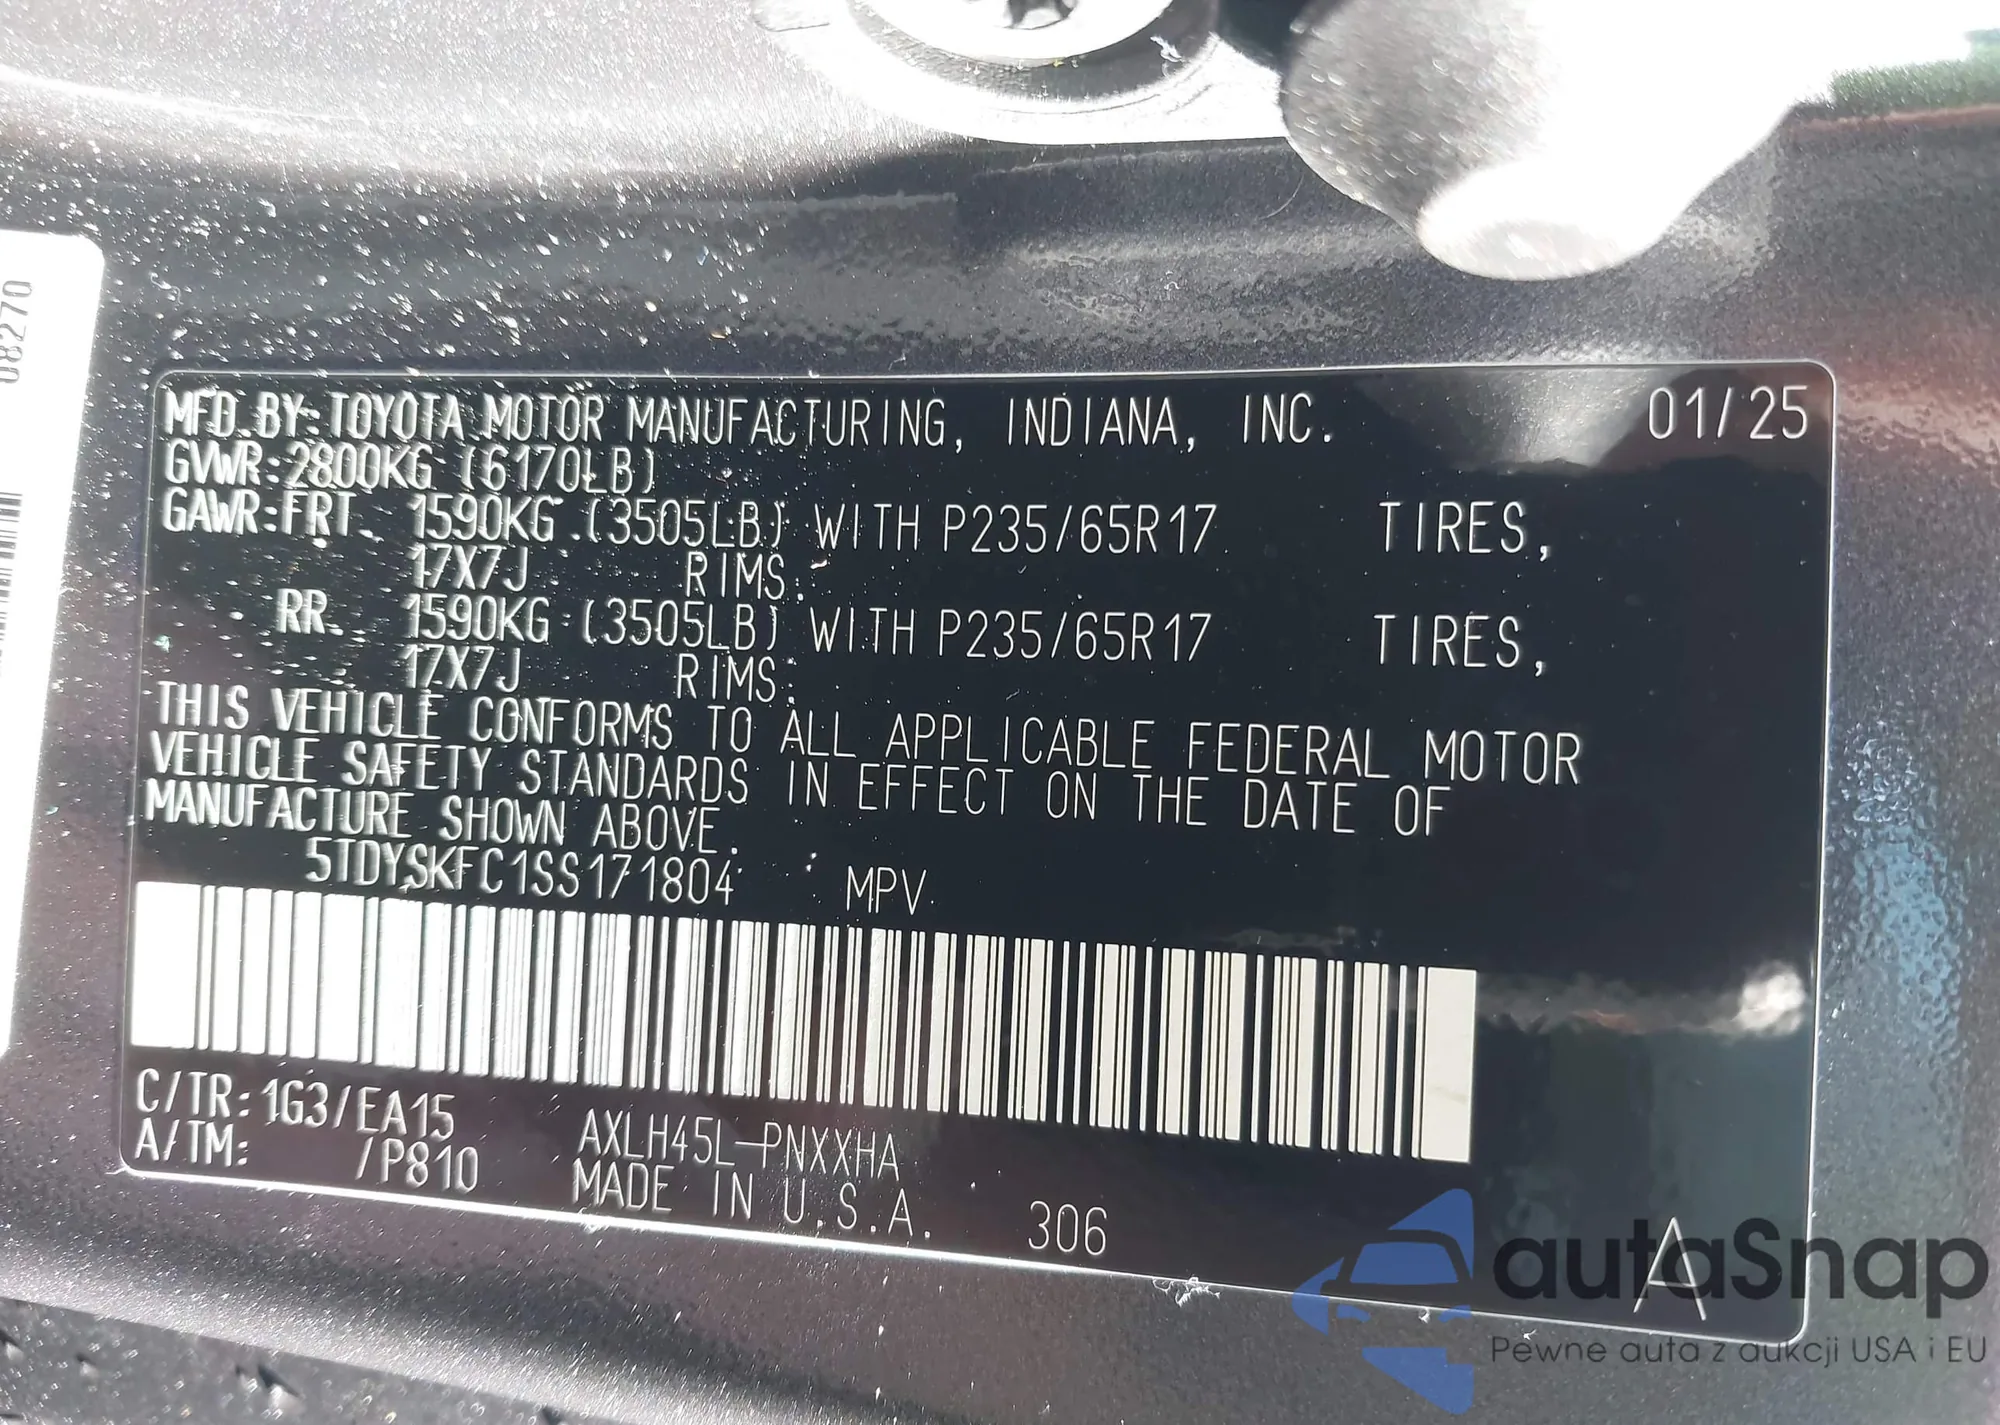 08270
MFD.BY:TOYOTA MOTOR MANUFACTURING, INDIANA, INC. 01/25
GVWR:2800KG (6170LB)
GAWR:FRT. 1590KG (3505LB) WITH P235/65R17 TIRES,
17X7J RIMS:
RR. 1590KG (3505LB) WITH P235/65R17 TIRES,
17X7J RIMS:
THIS VEHICLE CONFORMS TO ALL APPLICABLE FEDERAL MOTOR
VEHICLE SAFETY STANDARDS IN EFFECT ON THE DATE OF
MANUFACTURE SHOWN ABOVE.
5TDYSKFC1SS171804 MPV
C/TR:1G3/EA15 AXLH45L-PNXXHA
A/TM: /P810 MADE IN U.S.A. 306
A
autaSnap
Pewne auta z aukcji USA i EU